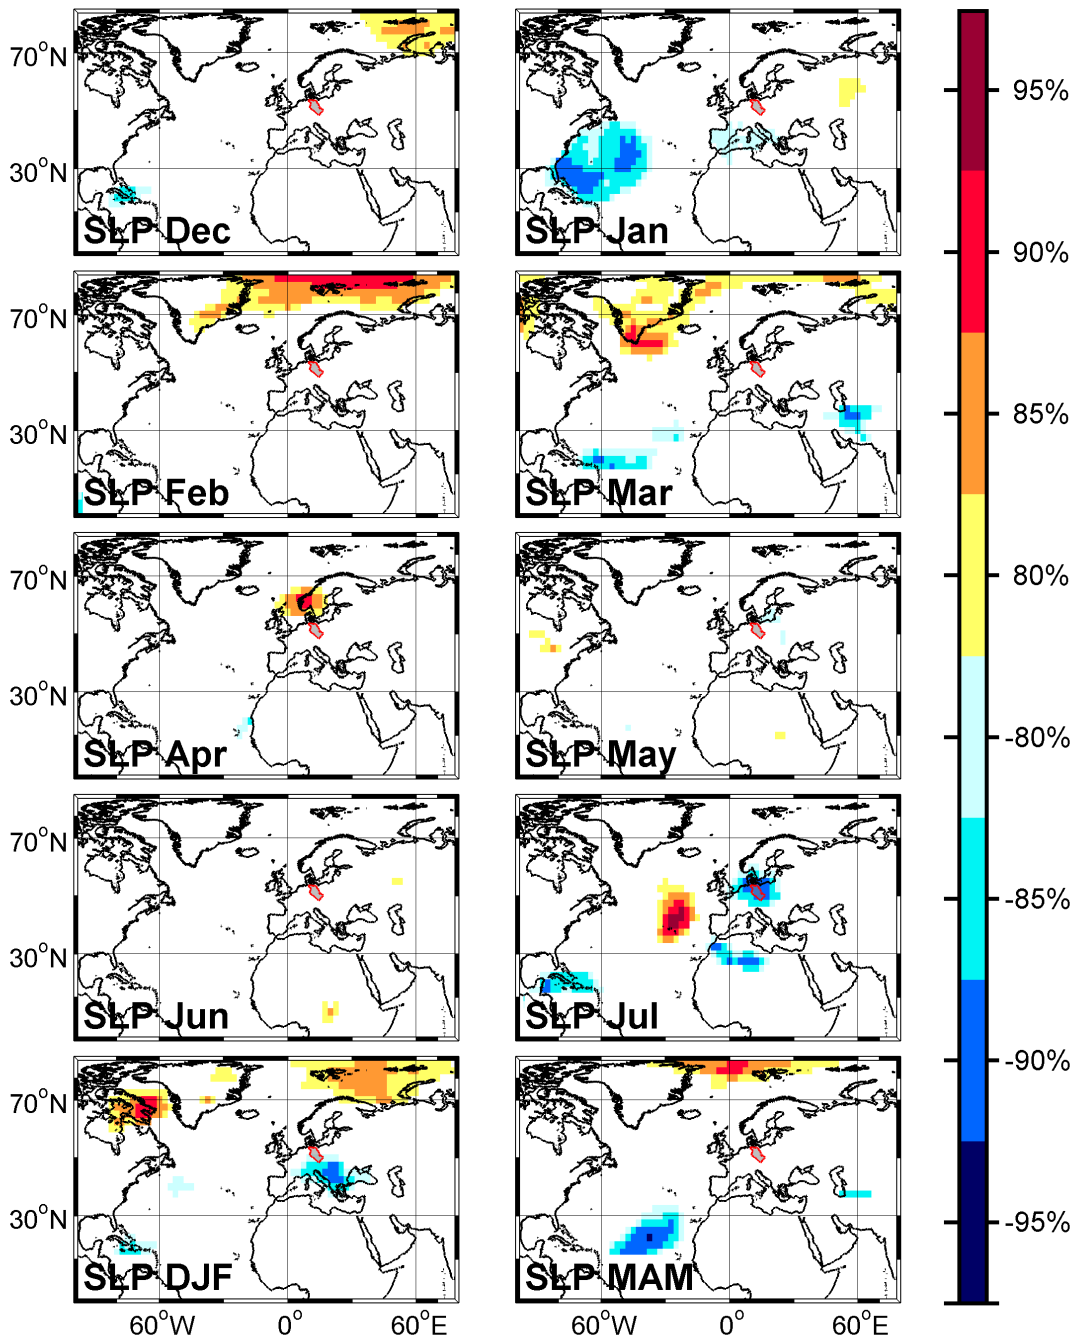 70°N
30°N
SLP Dec
SLP Jan
95%
90%
70°N
30°N
SLP Feb
SLP Mar
85%
80%
70°N
30°N
SLP Apr
SLP May
-80%
70°N
30°N
SLP Jun
SLP Jul
-85%
-90%
70°N
30°N
SLP DJF
SLP MAM
-95%
60°W 0° 60°E 60°W 0° 60°E